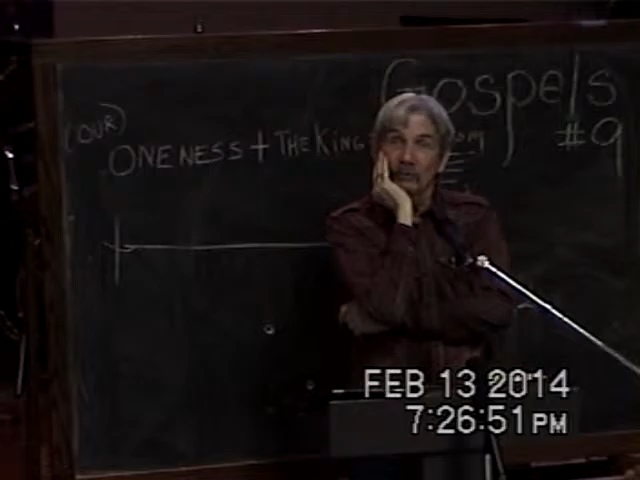 Gospels
#9
(OUR)
ONENESS + THE KING
FEB 13 2014
7:26:51 PM